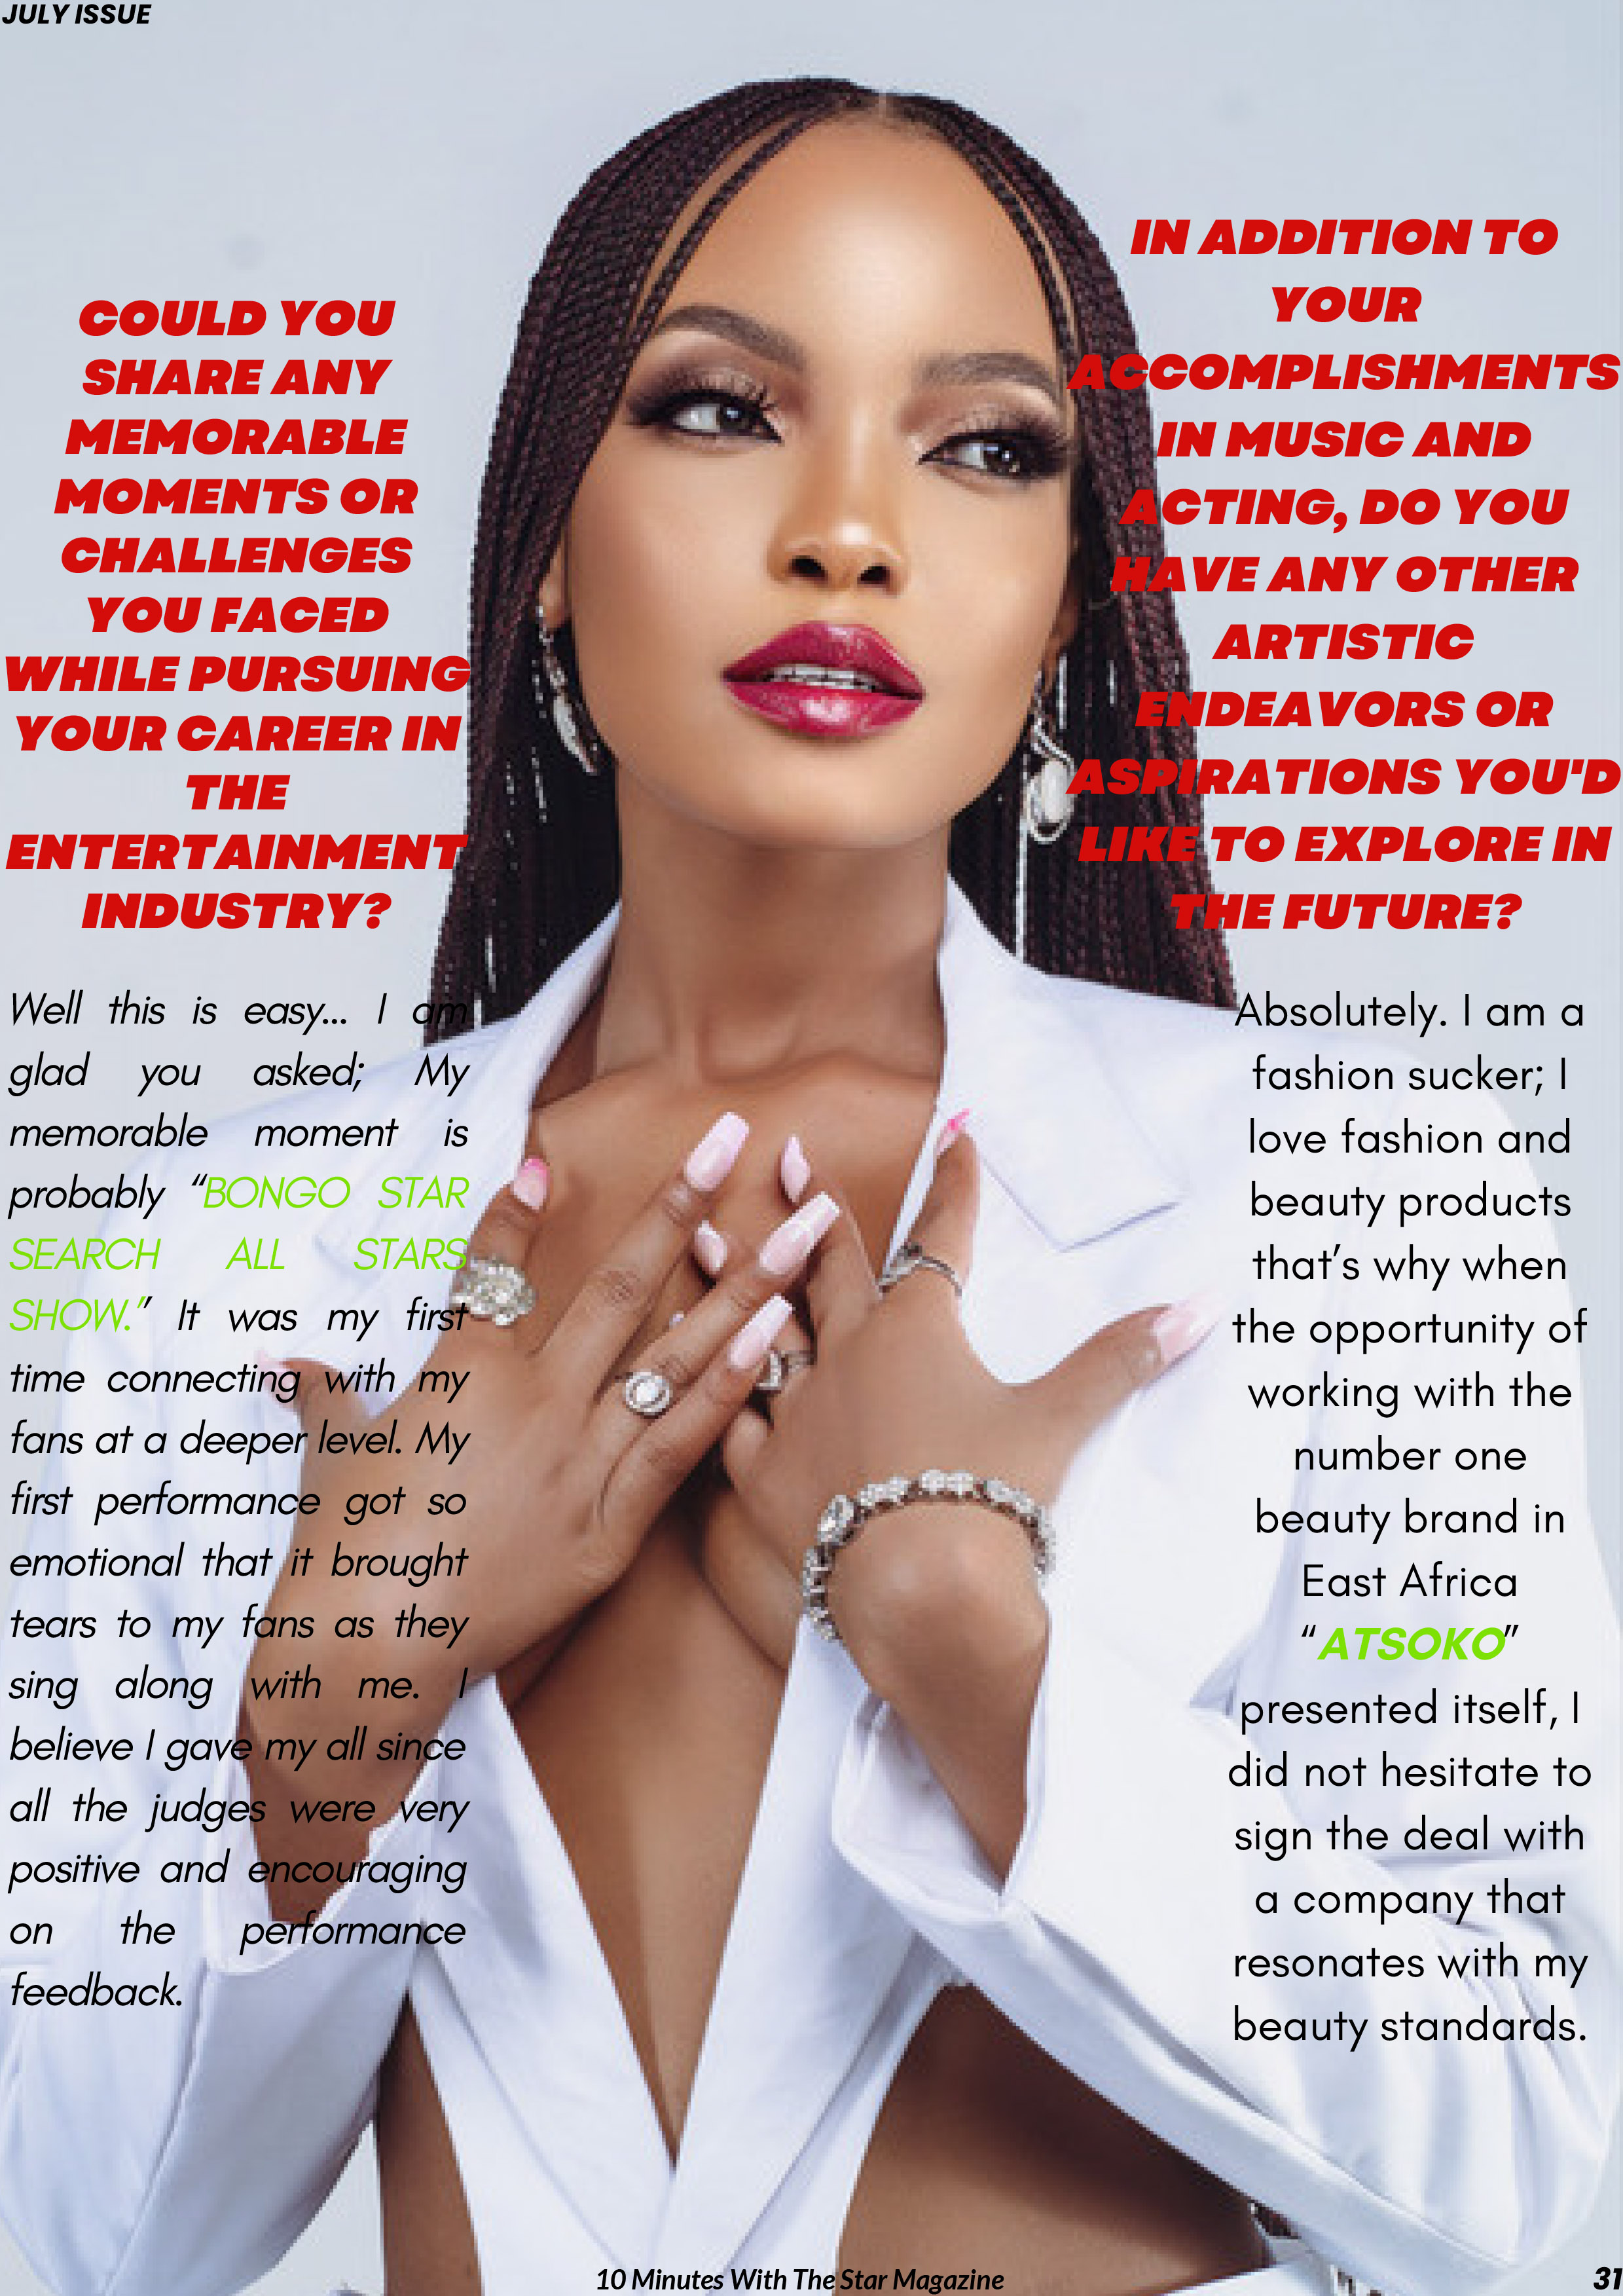 JULY ISSUE
COULD YOU
SHARE ANY
MEMORABLE
MOMENTS OR
CHALLENGES
YOU FACED
WHILE PURSUING
YOUR CAREER IN
THE
ENTERTAINMENT
INDUSTRY?
Well this is easy... I am
glad you asked; My
memorable moment is
probably “BONGO STAR
SEARCH ALL STARS
SHOW.” It was my first
time connecting with my
fans at a deeper level. My
first performance got so
emotional that it brought
tears to my fans as they
sing along with me. I
believe I gave my all since
all the judges were very
positive and encouraging
on the performance
feedback.
IN ADDITION TO
YOUR
ACCOMPLISHMENTS
IN MUSIC AND
ACTING, DO YOU
HAVE ANY OTHER
ARTISTIC
ENDEAVORS OR
ASPIRATIONS YOU'D
LIKE TO EXPLORE IN
THE FUTURE?
Absolutely. I am a
fashion sucker; I
love fashion and
beauty products
that’s why when
the opportunity of
working with the
number one
beauty brand in
East Africa
“ATSOKO”
presented itself, I
did not hesitate to
sign the deal with
a company that
resonates with my
beauty standards.
10 Minutes With The Star Magazine